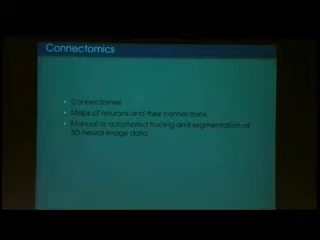 Connectomics
Connectomes
Maps of neurons and their connections
Manual or automated tracing and segmentation of
3D neural image data